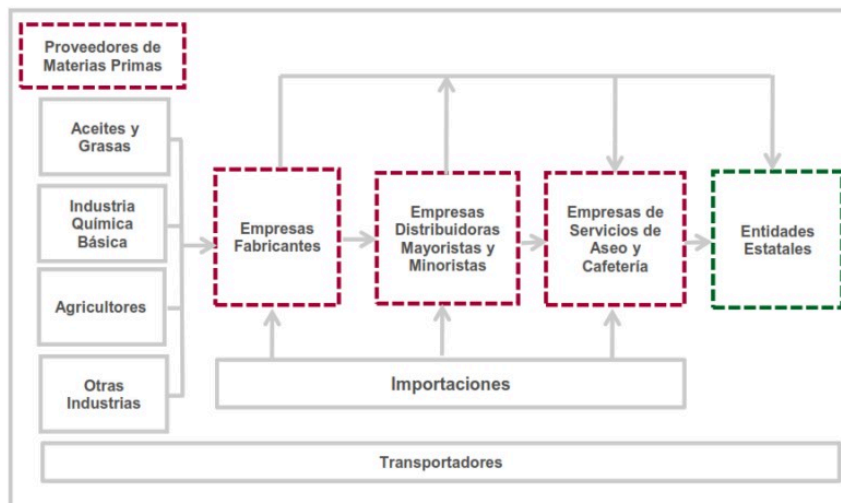 Proveedores de
Materias Primas
Aceites y
Grasas
Industria
Química
Básica
Agricultores
Otras
Industrias
Empresas
Fabricantes
Empresas
Distribuidoras
Mayoristas y
Minoristas
Empresas de
Servicios de
Aseo y
Cafetería
Entidades
Estatales
Importaciones
Transportadores